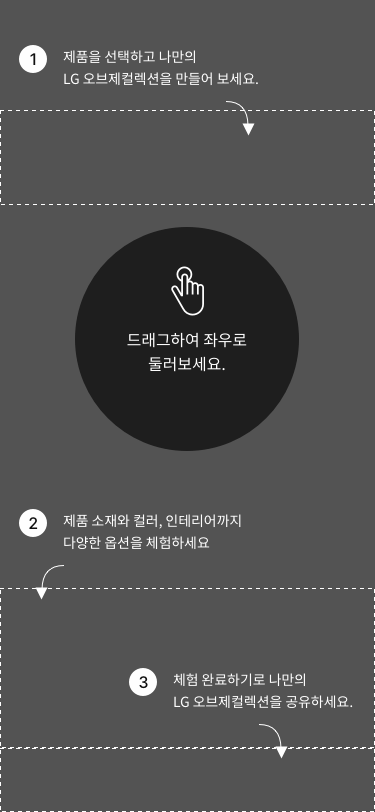 1
제품을 선택하고 나만의
LG 오브제컬렉션을 만들어 보세요.
드래그하여 좌우로
둘러보세요.
2
제품 소재와 컬러, 인테리어까지
다양한 옵션을 체험하세요
3
체험 완료하기로 나만의
LG 오브제컬렉션을 공유하세요.